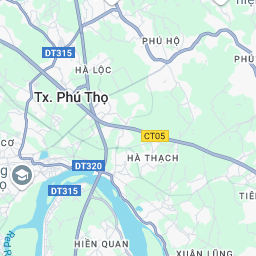 PHÚ HỘ
DT315
HÀ LỘC
Tx. Phú Thọ
CT05
HÀ THẠCH
DT320
DT315
HIỀN QUAN
XUÂN LŨNG